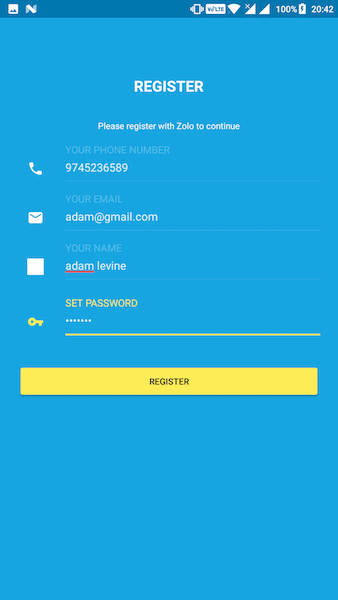 VoLTE 100% 20:42
REGISTER
Please register with Zolo to continue
YOUR PHONE NUMBER
9745236589
YOUR EMAIL
adam@gmail.com
YOUR NAME
adam levine
SET PASSWORD
•••••••
REGISTER